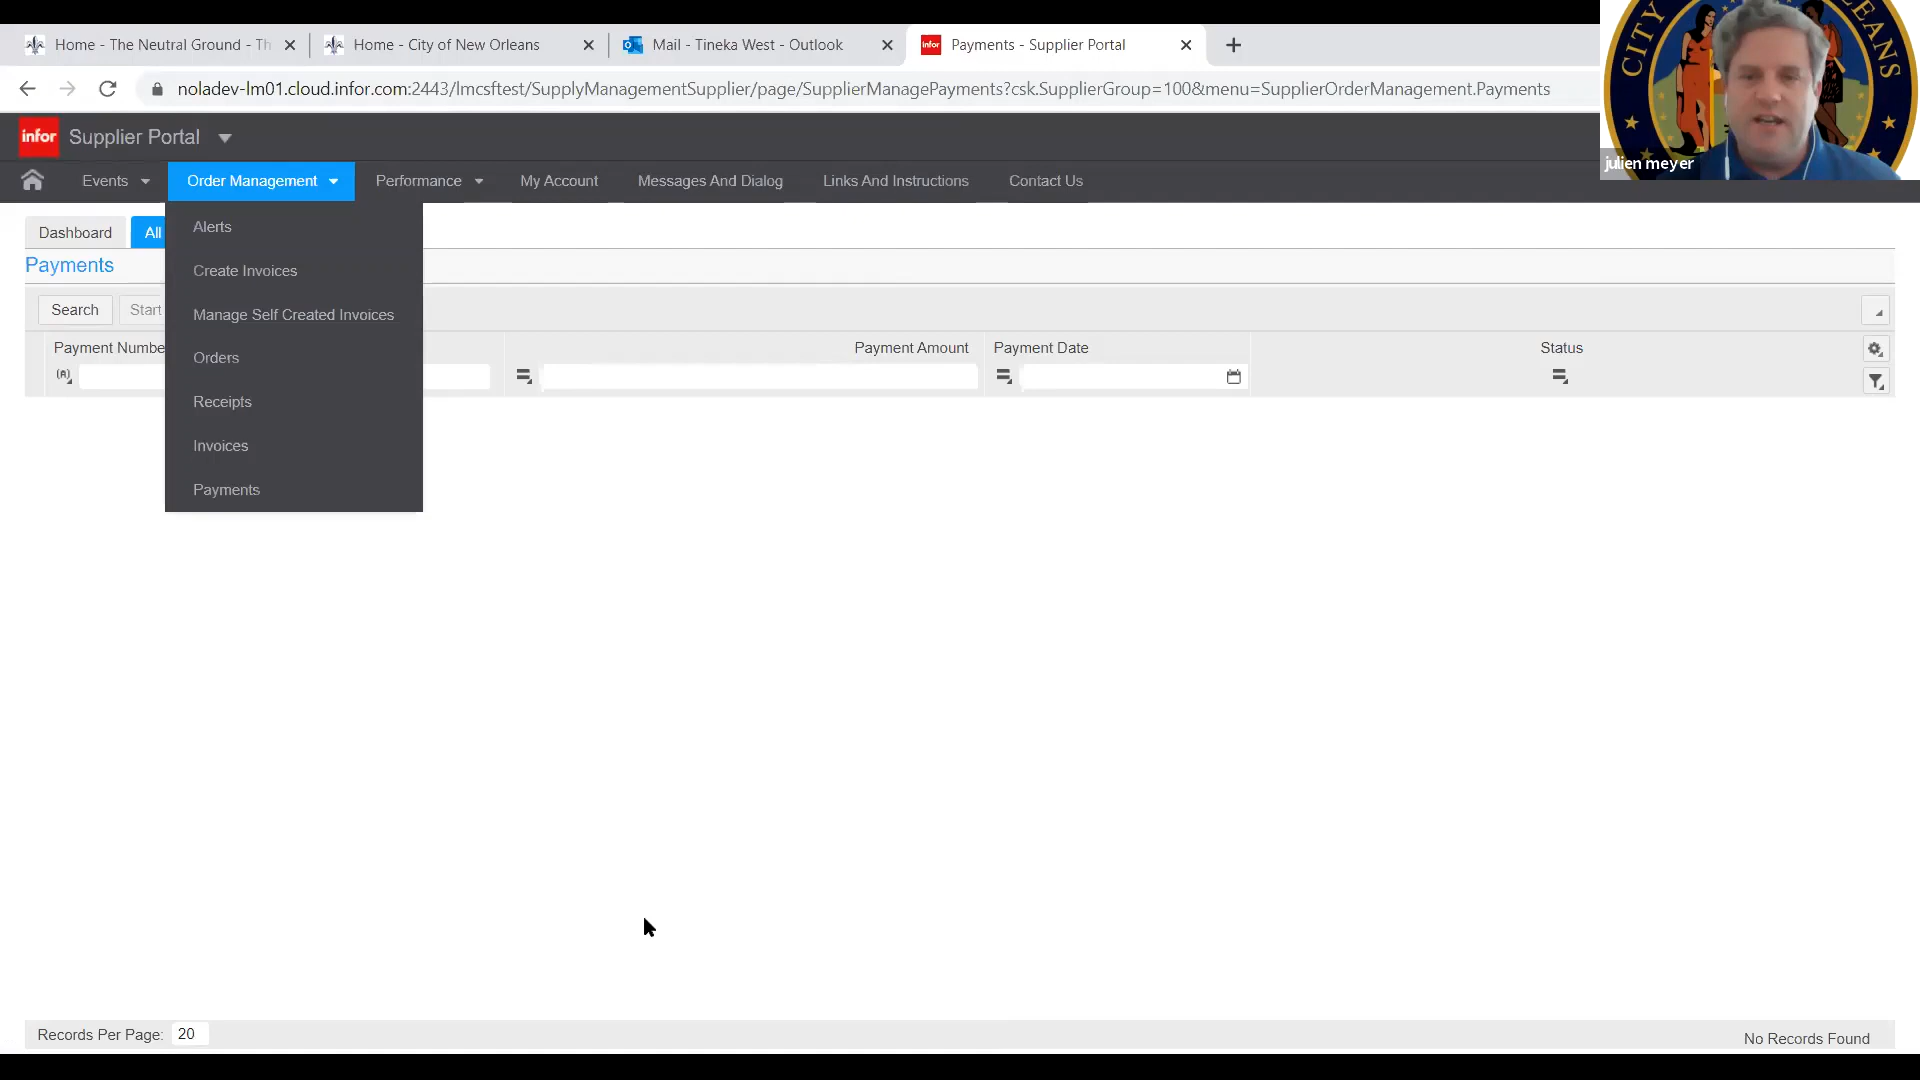 Home - The Neutral Ground - Th
Home - City of New Orleans
Mail - Tineka West - Outlook
infor
Payments - Supplier Portal
noladev-lm01.cloud.infor.com:2443/lmcsftest/SupplyManagementSupplier/page/SupplierManagePayments?csk.SupplierGroup=100&menu=SupplierOrderManagement.Payments
CITY
LEANS
julien meyer
infor
Supplier Portal
Events
Order Management
Performance
My Account
Messages And Dialog
Links And Instructions
Contact Us
Dashboard
All
Alerts
Create Invoices
Manage Self Created Invoices
Orders
Receipts
Invoices
Payments
Payments
Search
Start
Payment Numbe
Payment Amount
Payment Date
Status
Records Per Page: 20
No Records Found